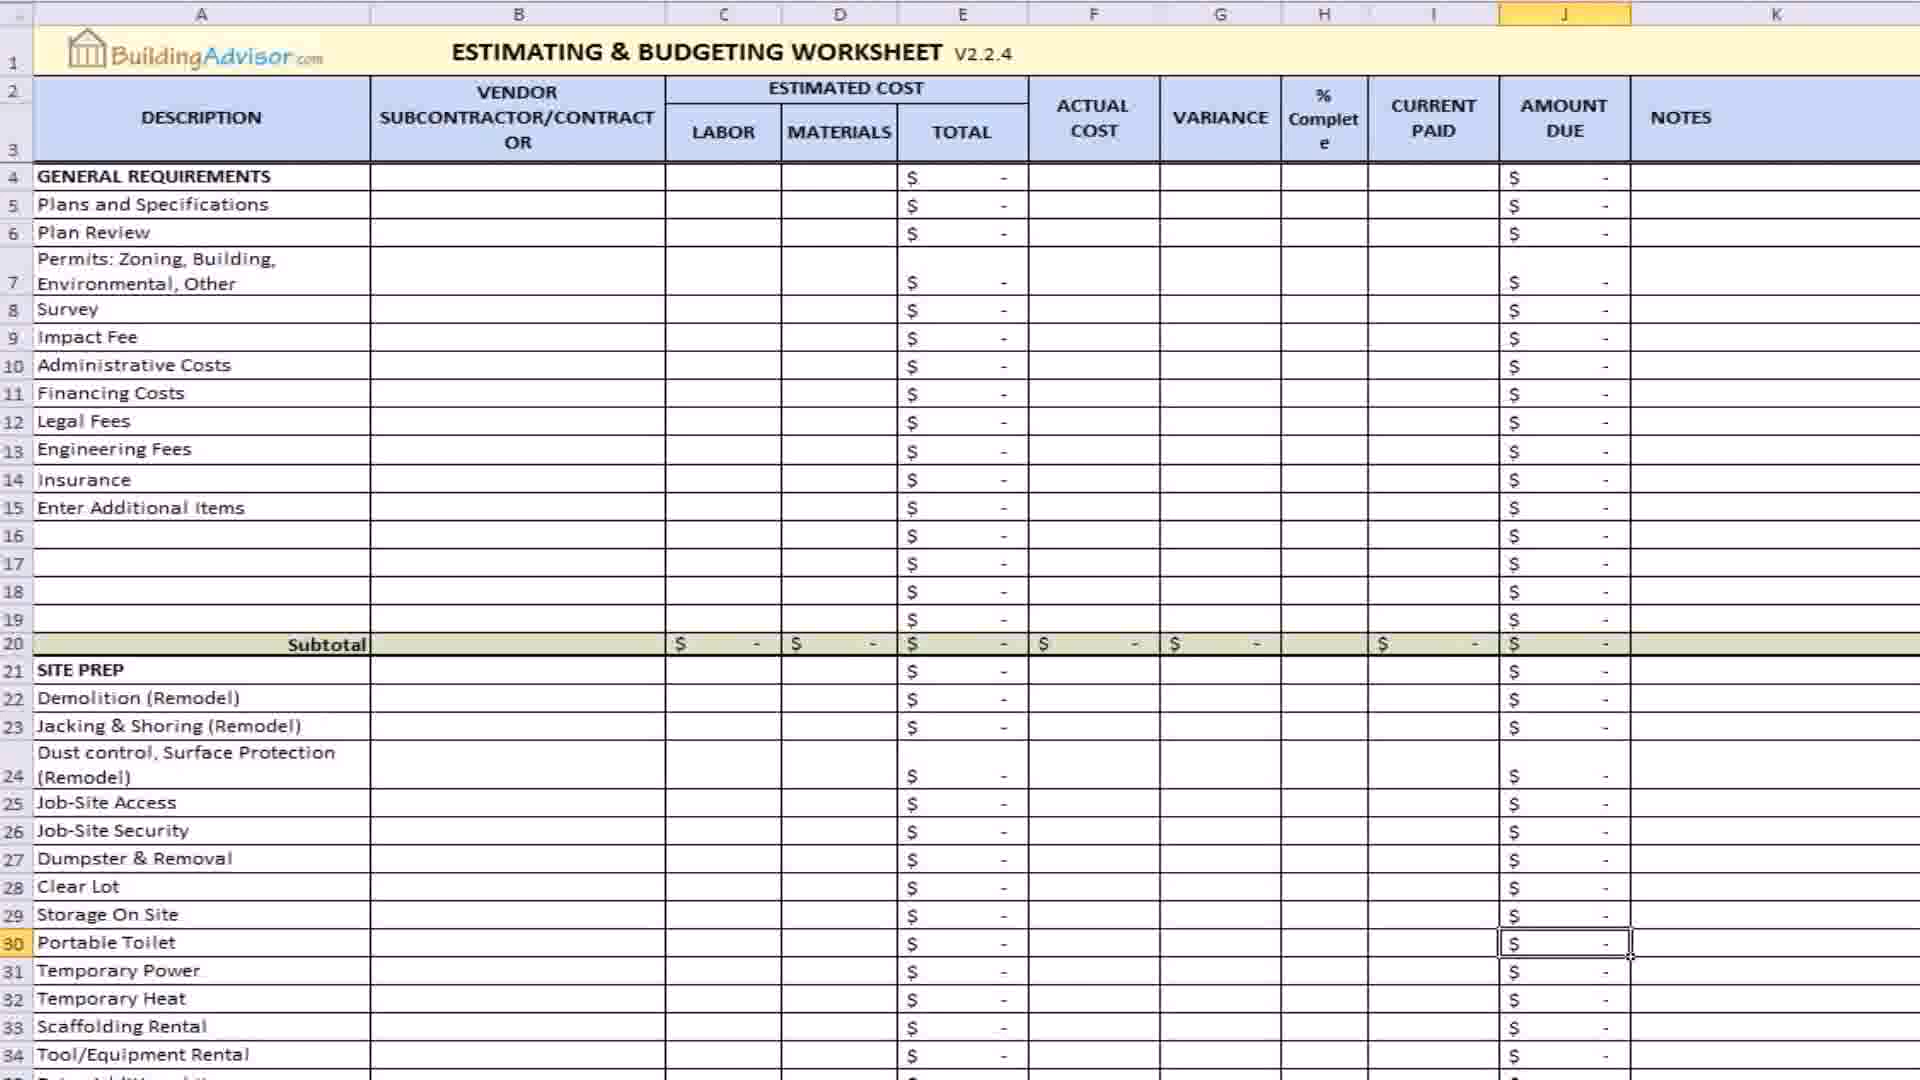 A B C D E F G H I J K
1 BuildingAdvisor.com ESTIMATING & BUDGETING WORKSHEET V2.2.4
2 DESCRIPTION VENDOR SUBCONTRACTOR/CONTRACT OR ESTIMATED COST ACTUAL COST VARIANCE % Complet e CURRENT PAID AMOUNT DUE NOTES
3 LABOR MATERIALS TOTAL
4 GENERAL REQUIREMENTS $ - $ -
5 Plans and Specifications $ - $ -
6 Plan Review $ - $ -
Permits: Zoning, Building,
7 Environmental, Other $ - $ -
8 Survey $ - $ -
9 Impact Fee $ - $ -
10 Administrative Costs $ - $ -
11 Financing Costs $ - $ -
12 Legal Fees $ - $ -
13 Engineering Fees $ - $ -
14 Insurance $ - $ -
15 Enter Additional Items $ - $ -
16 $ - $ -
17 $ - $ -
18 $ - $ -
19 $ - $ -
20 Subtotal $ - $ - $ - $ - $ - $ - $ -
21 SITE PREP $ - $ -
22 Demolition (Remodel) $ - $ -
23 Jacking & Shoring (Remodel) $ - $ -
Dust control, Surface Protection
24 (Remodel) $ - $ -
25 Job-Site Access $ - $ -
26 Job-Site Security $ - $ -
27 Dumpster & Removal $ - $ -
28 Clear Lot $ - $ -
29 Storage On Site $ - $ -
30 Portable Toilet $ - $ -
31 Temporary Power $ - $ -
32 Temporary Heat $ - $ -
33 Scaffolding Rental $ - $ -
34 Tool/Equipment Rental $ - $ -